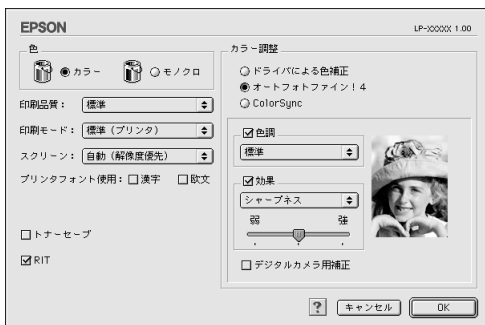 EPSON
LP-XXXXX 1.00
色
カラー
モノクロ
印刷品質：
標準
印刷モード：
標準（プリンタ）
スクリーン：
自動（解像度優先）
プリンタフォント使用：
漢字
欧文
トナーセーブ
RIT
カラー調整
ドライバによる色補正
オートフォトファイン！4
ColorSync
色調
標準
効果
シャープネス
弱
強
デジタルカメラ用補正
?
キャンセル
OK